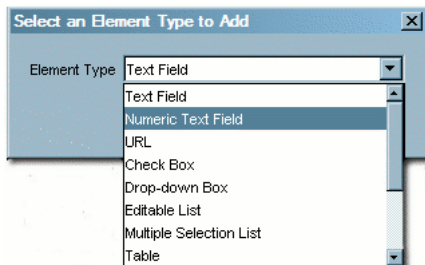 Select an Element Type to Add
Element Type Text Field
Text Field
Numeric Text Field
URL
Check Box
Drop-down Box
Editable List
Multiple Selection List
Table